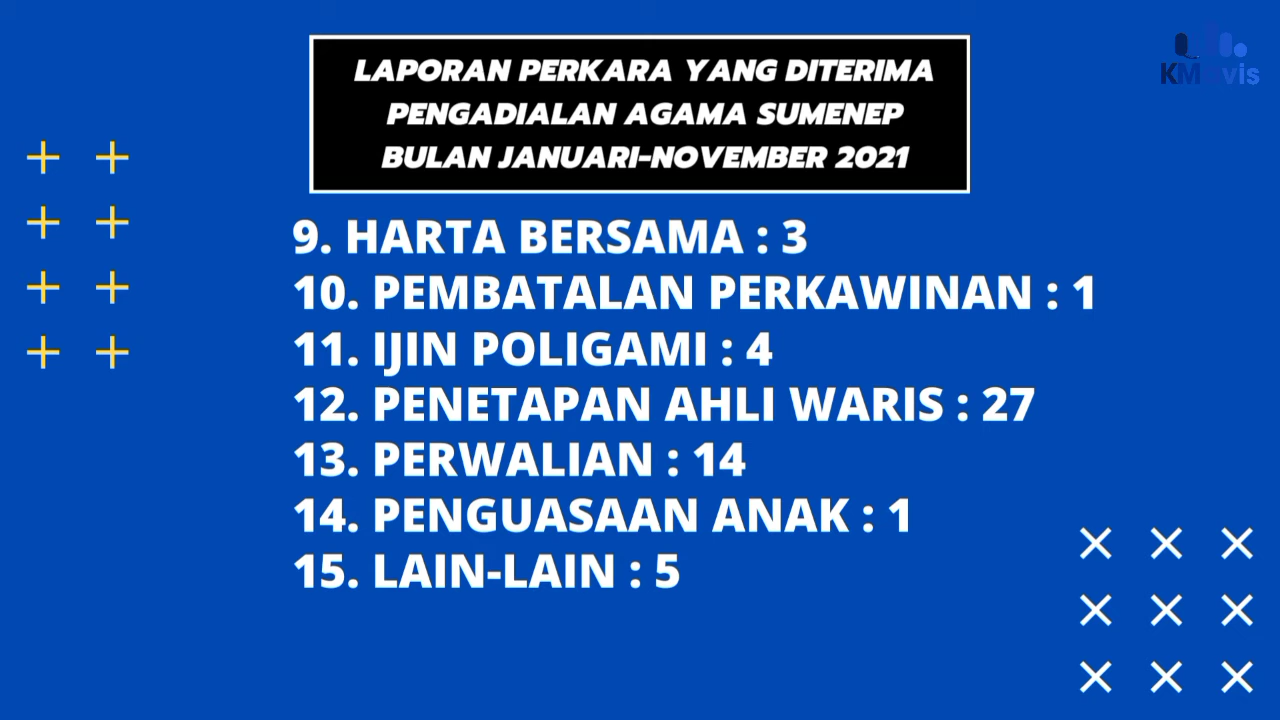 LAPORAN PERKARA YANG DITERIMA
PENGADIALAN AGAMA SUMENEP
BULAN JANUARI-NOVEMBER 2021
9. HARTA BERSAMA : 3
10. PEMBATALAN PERKAWINAN : 1
11. IJIN POLIGAMI : 4
12. PENETAPAN AHLI WARIS : 27
13. PERWALIAN : 14
14. PENGUASAAN ANAK : 1
15. LAIN-LAIN : 5